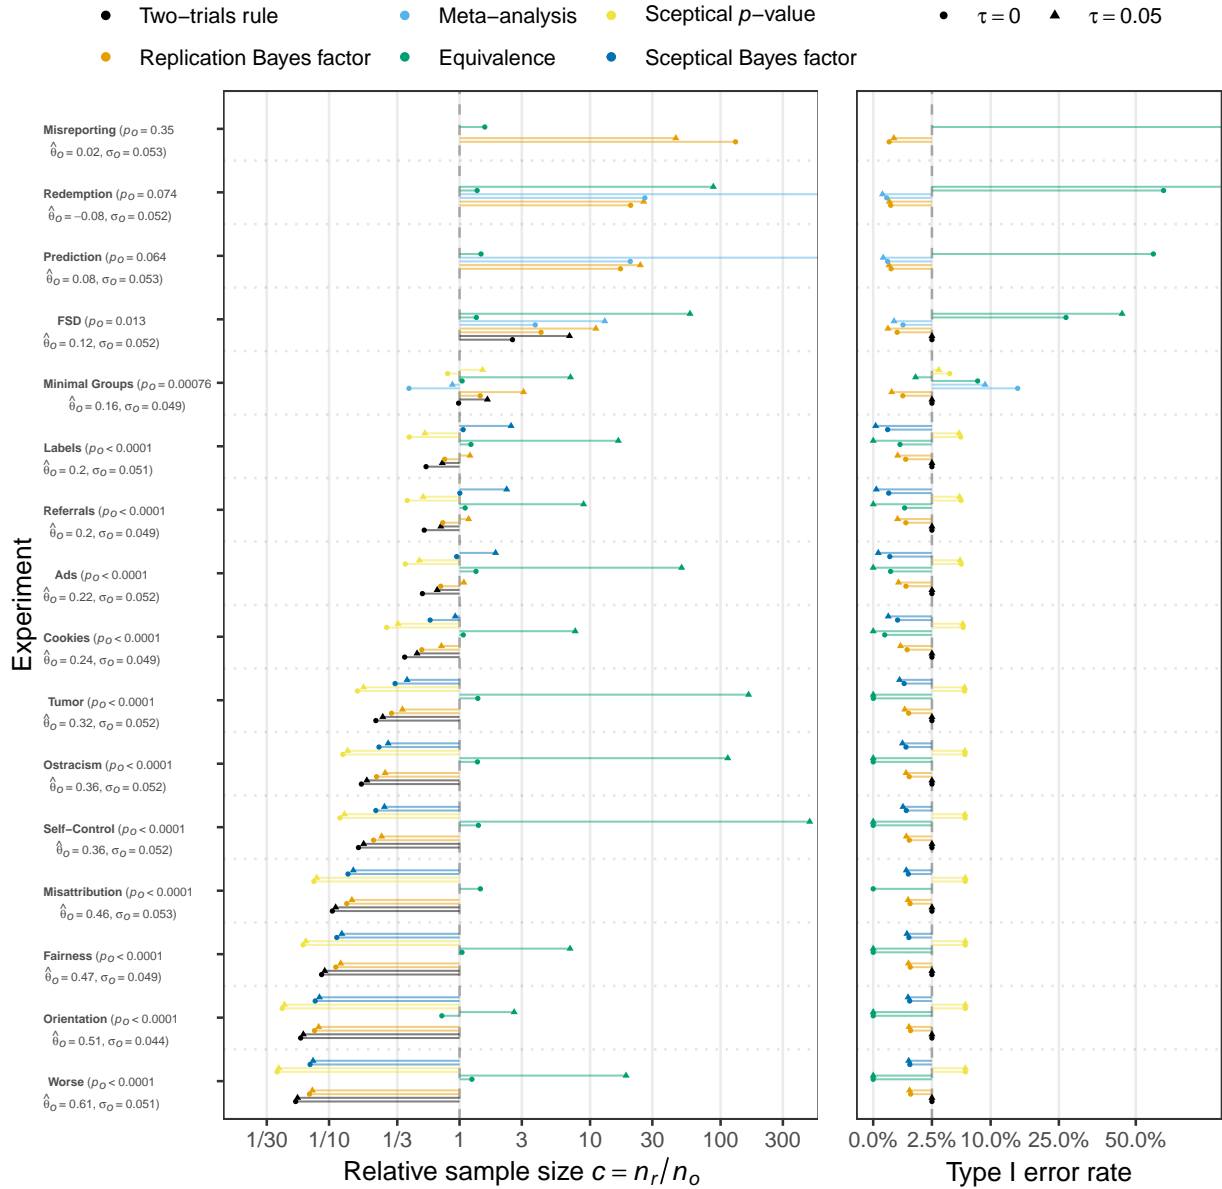 Two−trials rule
Meta−analysis
Sceptical p−value
τ = 0
τ = 0.05
Replication Bayes factor
Equivalence
Sceptical Bayes factor
Experiment
Misreporting (pₒ = 0.35
θ̂ₒ = 0.02, σₒ = 0.053)
Redemption (pₒ = 0.074
θ̂ₒ = −0.08, σₒ = 0.052)
Prediction (pₒ = 0.064
θ̂ₒ = 0.08, σₒ = 0.053)
FSD (pₒ = 0.013
θ̂ₒ = 0.12, σₒ = 0.052)
Minimal Groups (pₒ = 0.00076
θ̂ₒ = 0.16, σₒ = 0.049)
Labels (pₒ < 0.0001
θ̂ₒ = 0.2, σₒ = 0.051)
Referrals (pₒ < 0.0001
θ̂ₒ = 0.2, σₒ = 0.049)
Ads (pₒ < 0.0001
θ̂ₒ = 0.22, σₒ = 0.052)
Cookies (pₒ < 0.0001
θ̂ₒ = 0.24, σₒ = 0.049)
Tumor (pₒ < 0.0001
θ̂ₒ = 0.32, σₒ = 0.052)
Ostracism (pₒ < 0.0001
θ̂ₒ = 0.36, σₒ = 0.052)
Self−Control (pₒ < 0.0001
θ̂ₒ = 0.36, σₒ = 0.052)
Misattribution (pₒ < 0.0001
θ̂ₒ = 0.46, σₒ = 0.053)
Fairness (pₒ < 0.0001
θ̂ₒ = 0.47, σₒ = 0.049)
Orientation (pₒ < 0.0001
θ̂ₒ = 0.51, σₒ = 0.044)
Worse (pₒ < 0.0001
θ̂ₒ = 0.61, σₒ = 0.051)
1/30 1/10 1/3 1 3 10 30 100 300
Relative sample size c = nᵣ/nₒ
0.0% 2.5% 10.0% 25.0% 50.0%
Type I error rate